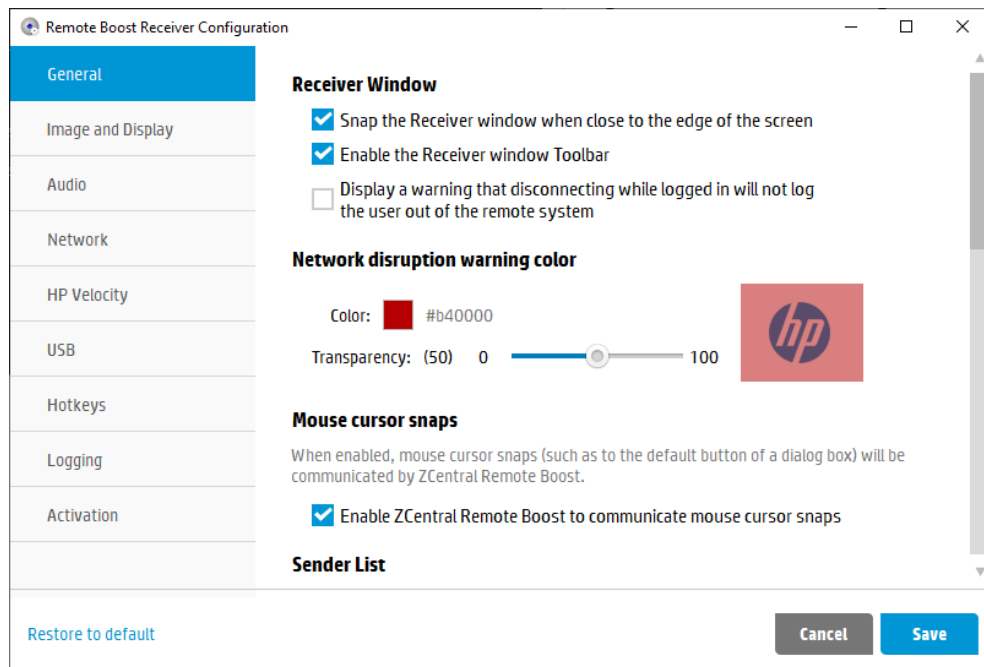 Remote Boost Receiver Configuration
General
Image and Display
Audio
Network
HP Velocity
USB
Hotkeys
Logging
Activation
Receiver Window
Snap the Receiver window when close to the edge of the screen
Enable the Receiver window Toolbar
Display a warning that disconnecting while logged in will not log
the user out of the remote system
Network disruption warning color
Color: #b40000
Transparency: (50) 0 100
hp
Mouse cursor snaps
When enabled, mouse cursor snaps (such as to the default button of a dialog box) will be
communicated by ZCentral Remote Boost.
Enable ZCentral Remote Boost to communicate mouse cursor snaps
Sender List
Restore to default
Cancel
Save